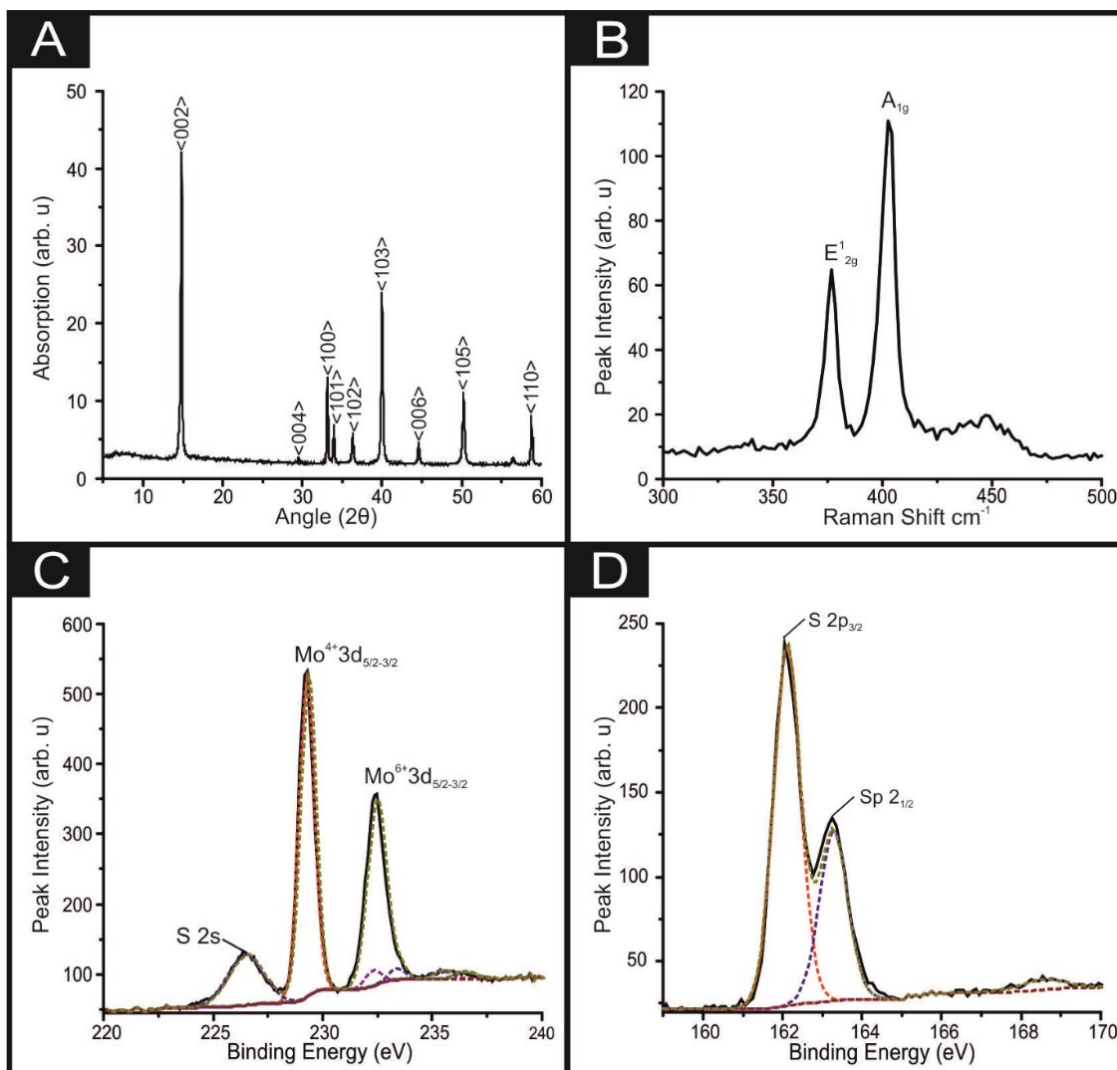 A
50
40
30
20
10
0
Absorption (arb. u)
<002>
<004>
<100>
<101>
<102>
<103>
<006>
<105>
<110>
10 20 30 40 50 60
Angle (2θ)
B
120
100
80
60
40
20
0
Peak Intensity (arb. u)
E¹₂g
A₁g
300 350 400 450 500
Raman Shift cm⁻¹
C
600
500
400
300
200
100
Peak Intensity (arb. u)
S 2s
Mo⁴⁺3d₅/₂₋₃/₂
Mo⁶⁺3d₅/₂₋₃/₂
220 225 230 235 240
Binding Energy (eV)
D
250
200
150
100
50
Peak Intensity (arb. u)
S 2p₃/₂
Sp 2₁/₂
160 162 164 166 168 170
Binding Energy (eV)